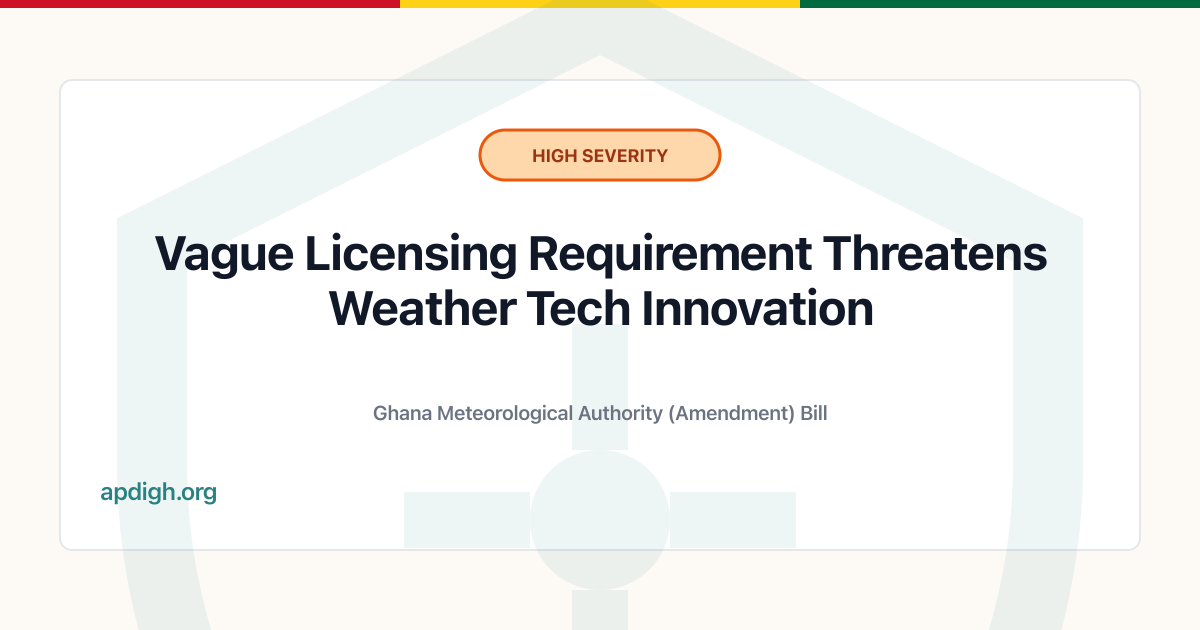 HIGH SEVERITY
Vague Licensing Requirement Threatens
Weather Tech Innovation
Ghana Meteorological Authority (Amendment) Bill
apdigh.org